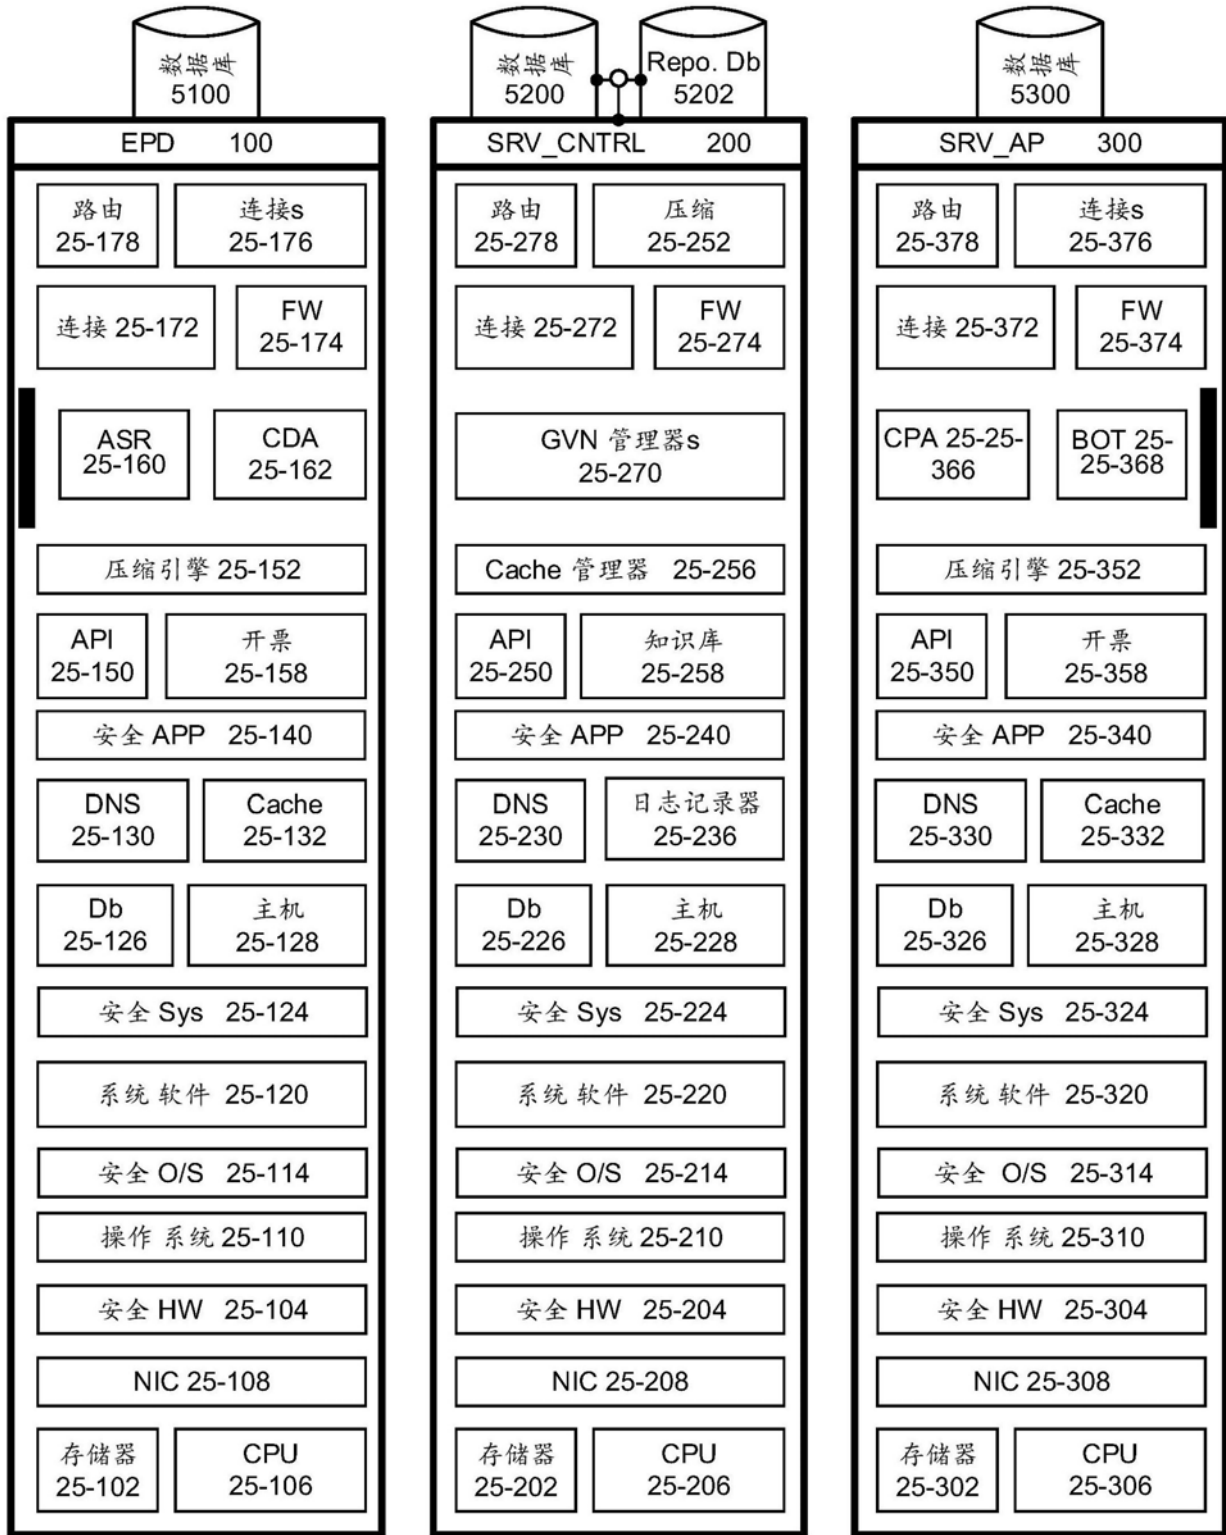 数据库
5100
EPD 100
路由
25-178
连接s
25-176
连接 25-172
FW
25-174
ASR
25-160
CDA
25-162
压缩引擎 25-152
API
25-150
开票
25-158
安全 APP 25-140
DNS
25-130
Cache
25-132
Db
25-126
主机
25-128
安全 Sys 25-124
系统 软件 25-120
安全 O/S 25-114
操作 系统 25-110
安全 HW 25-104
NIC 25-108
存储器
25-102
CPU
25-106
数据库
5200
Repo. Db
5202
SRV_CNTRL 200
路由
25-278
压缩
25-252
连接 25-272
FW
25-274
GVN 管理器s
25-270
Cache 管理器 25-256
API
25-250
知识库
25-258
安全 APP 25-240
DNS
25-230
日志记录器
25-236
Db
25-226
主机
25-228
安全 Sys 25-224
系统 软件 25-220
安全 O/S 25-214
操作 系统 25-210
安全 HW 25-204
NIC 25-208
存储器
25-202
CPU
25-206
数据库
5300
SRV_AP 300
路由
25-378
连接s
25-376
连接 25-372
FW
25-374
CPA 25-25-
366
BOT 25-
25-368
压缩引擎 25-352
API
25-350
开票
25-358
安全 APP 25-340
DNS
25-330
Cache
25-332
Db
25-326
主机
25-328
安全 Sys 25-324
系统 软件 25-320
安全 O/S 25-314
操作 系统 25-310
安全 HW 25-304
NIC 25-308
存储器
25-302
CPU
25-306